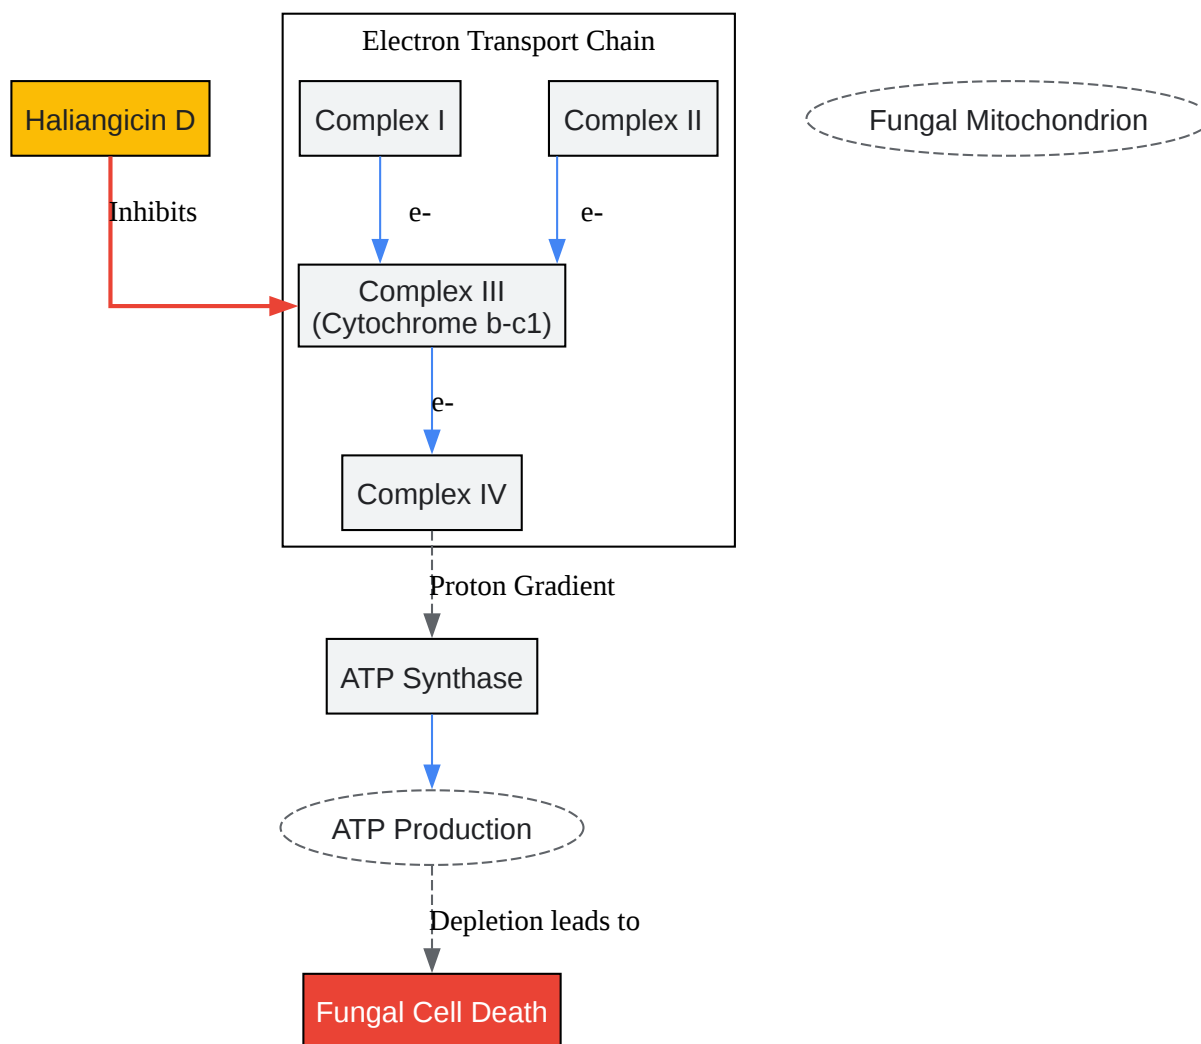 Electron Transport Chain
Haliangicin D
Complex I
Complex II
Fungal Mitochondrion
Inhibits
e-
e-
Complex III
(Cytochrome b-c1)
e-
Complex IV
Proton Gradient
ATP Synthase
ATP Production
Depletion leads to
Fungal Cell Death